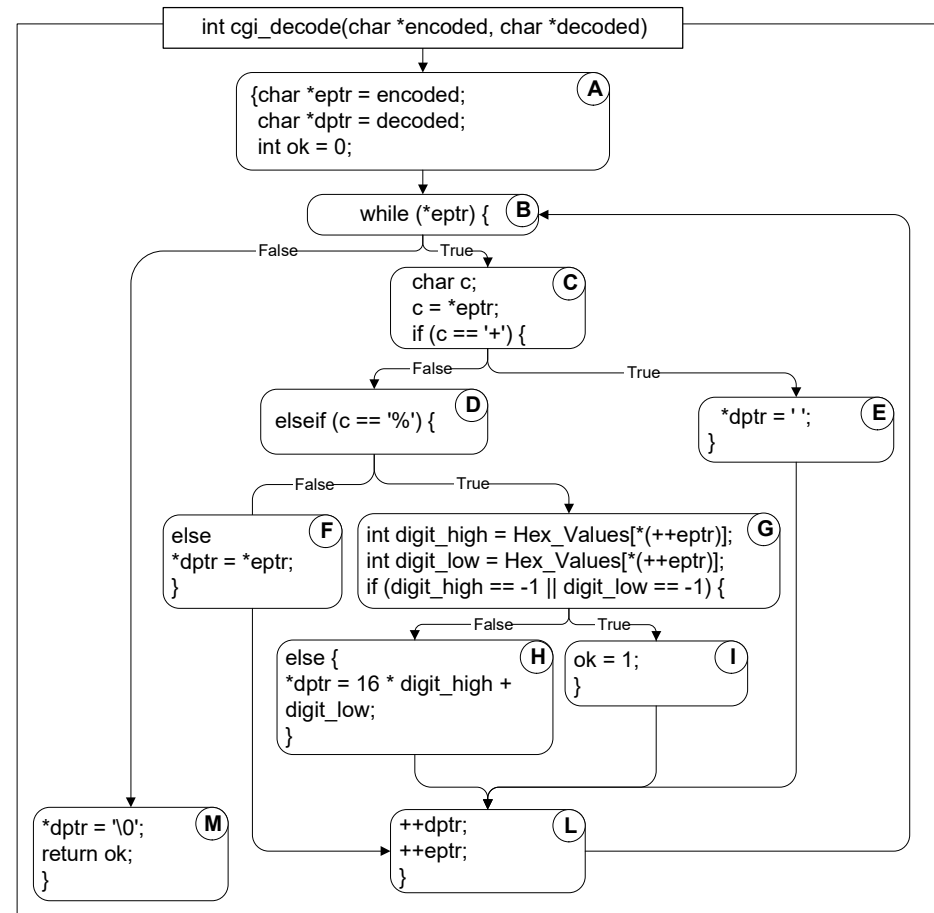 int cgi_decode(char *encoded, char *decoded)
A
{char *eptr = encoded;
char *dptr = decoded;
int ok = 0;
while (*eptr) {
B
False
True
char c;
C
c = *eptr;
if (c == '+') {
False
True
elseif (c == '%') {
D
*dptr = ' ';
E
}
False
True
else
F
*dptr = *eptr;
}
int digit_high = Hex_Values[*(++eptr)];
G
int digit_low = Hex_Values[*(++eptr)];
if (digit_high == -1 || digit_low == -1) {
False
True
else {
H
*dptr = 16 * digit_high +
digit_low;
}
ok = 1;
I
}
*dptr = '\0';
M
return ok;
}
++dptr;
L
++eptr;
}